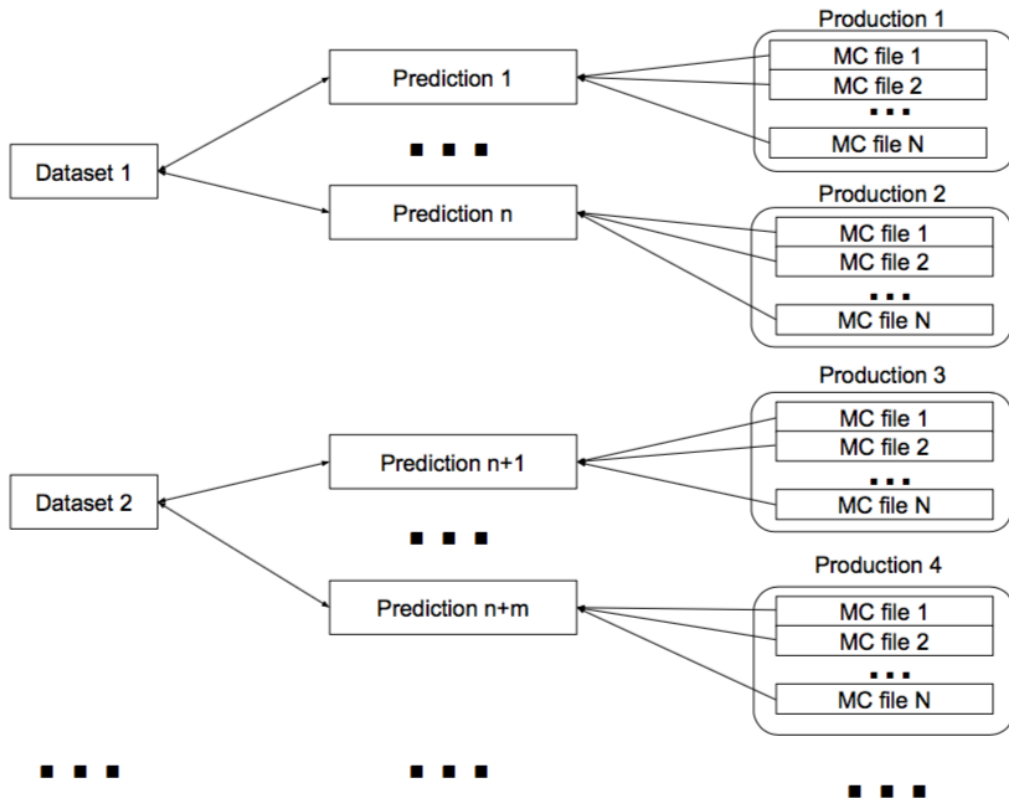 Production 1
MC file 1
Prediction 1
MC file 2
...
... 
MC file N
Dataset 1
Production 2
Prediction n
MC file 1
MC file 2
...
MC file N
Production 3
MC file 1
Prediction n+1
MC file 2
...
Dataset 2
MC file N
...
Production 4
Prediction n+m
MC file 1
MC file 2
...
MC file N
... ... ...